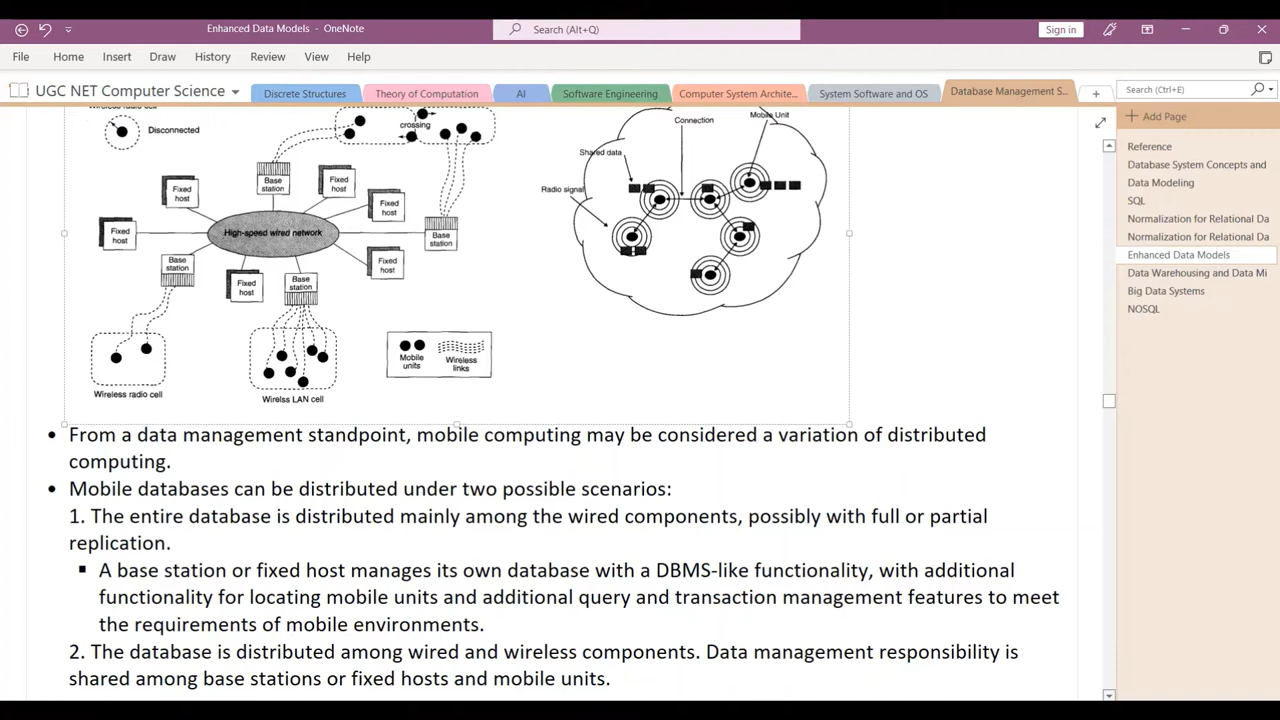 Enhanced Data Models - OneNote
Search (Alt+Q)
Sign in
File Home Insert Draw History Review View Help
UGC NET Computer Science
Discrete Structures
Theory of Computation
AI
Software Engineering
Computer System Archite...
System Software and OS
Database Management S...
Search (Ctrl+E)
Add Page
Reference
Database System Concepts and
Data Modeling
SQL
Normalization for Relational Da
Normalization for Relational Da
Enhanced Data Models
Data Warehousing and Data Mi
Big Data Systems
NOSQL
Wireless radio cell
Disconnected
crossing
Base station
Fixed host
Fixed host
Fixed host
Fixed host
High-speed wired network
Base station
Base station
Fixed host
Fixed host
Base station
Mobile units
Wireless links
Wireless radio cell
Wirelss LAN cell
Connection
Mobile Unit
Shared data
Radio signal
• From a data management standpoint, mobile computing may be considered a variation of distributed
computing.
• Mobile databases can be distributed under two possible scenarios:
1. The entire database is distributed mainly among the wired components, possibly with full or partial
replication.
▪ A base station or fixed host manages its own database with a DBMS-like functionality, with additional
functionality for locating mobile units and additional query and transaction management features to meet
the requirements of mobile environments.
2. The database is distributed among wired and wireless components. Data management responsibility is
shared among base stations or fixed hosts and mobile units.